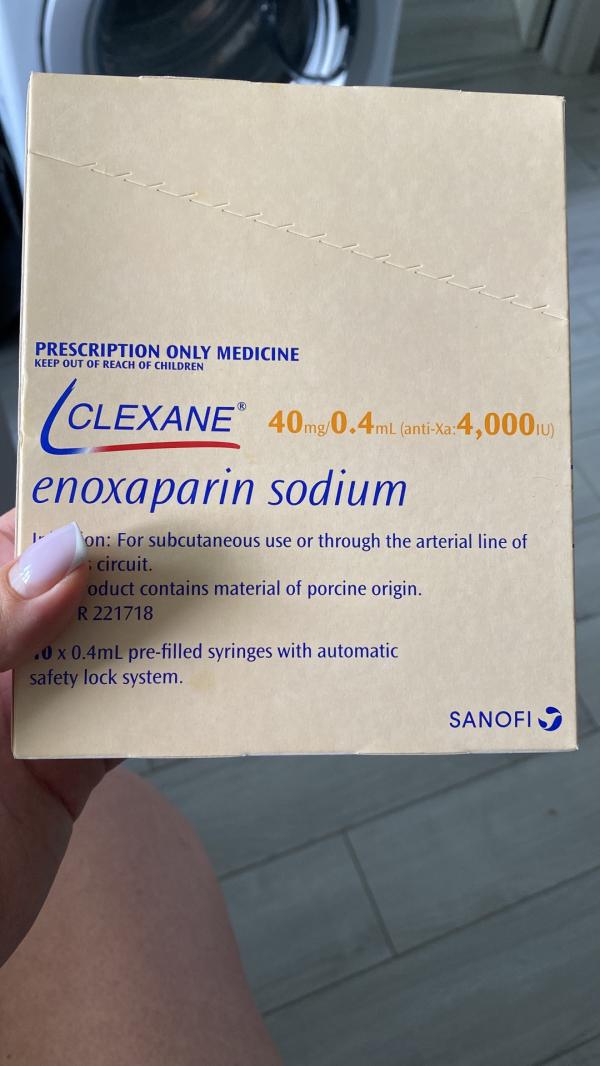 PRESCRIPTION ONLY MEDICINE
KEEP OUT OF REACH OF CHILDREN
CLEXANE® 40mg/0.4mL (anti-Xa:4,000IU)
enoxaparin sodium
For subcutaneous use or through the arterial line of
circuit.
contains material of porcine origin.
R 221718
x 0.4mL pre-filled syringes with automatic
safety lock system.
SANOFI